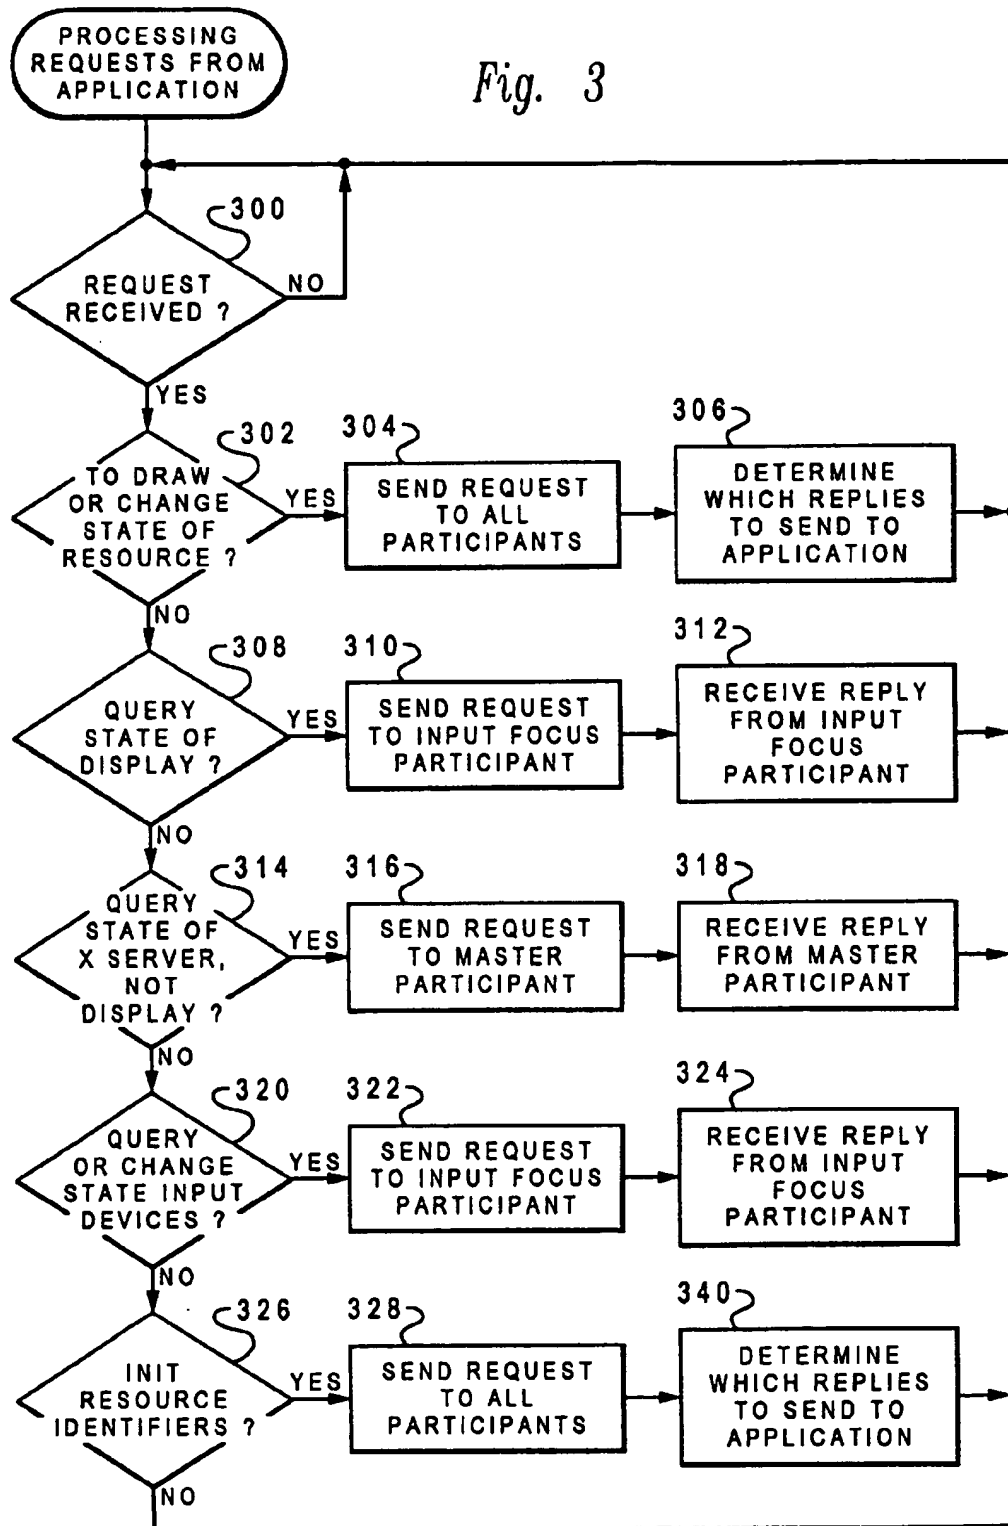 PROCESSING
REQUESTS FROM
APPLICATION
Fig. 3
300
REQUEST
RECEIVED ?
NO
YES
302
TO DRAW
OR CHANGE
STATE OF
RESOURCE ?
YES
304
SEND REQUEST
TO ALL
PARTICIPANTS
306
DETERMINE
WHICH REPLIES
TO SEND TO
APPLICATION
NO
308
QUERY
STATE OF
DISPLAY ?
YES
310
SEND REQUEST
TO INPUT FOCUS
PARTICIPANT
312
RECEIVE REPLY
FROM INPUT
FOCUS
PARTICIPANT
NO
314
QUERY
STATE OF
X SERVER,
NOT
DISPLAY ?
YES
316
SEND REQUEST
TO MASTER
PARTICIPANT
318
RECEIVE REPLY
FROM MASTER
PARTICIPANT
NO
320
QUERY
OR CHANGE
STATE INPUT
DEVICES ?
YES
322
SEND REQUEST
TO INPUT FOCUS
PARTICIPANT
324
RECEIVE REPLY
FROM INPUT
FOCUS
PARTICIPANT
NO
326
INIT
RESOURCE
IDENTIFIERS ?
YES
328
SEND REQUEST
TO ALL
PARTICIPANTS
340
DETERMINE
WHICH REPLIES
TO SEND TO
APPLICATION
NO